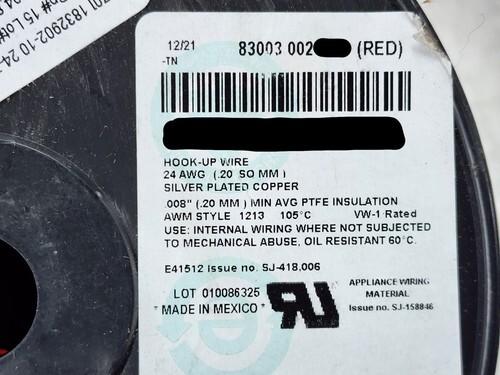 12/21
-TN
83003 002 (RED)
HOOK-UP WIRE
24 AWG (.20 SQ MM )
SILVER PLATED COPPER
.008" (.20 MM ) MIN AVG PTFE INSULATION
AWM STYLE 1213 105°C VW-1 Rated
USE: INTERNAL WIRING WHERE NOT SUBJECTED
TO MECHANICAL ABUSE, OIL RESISTANT 60°C.
E41512 Issue no. SJ-418.006
LOT 010086325
* MADE IN MEXICO *
APPLIANCE WIRING
MATERIAL
Issue no. SJ-158846